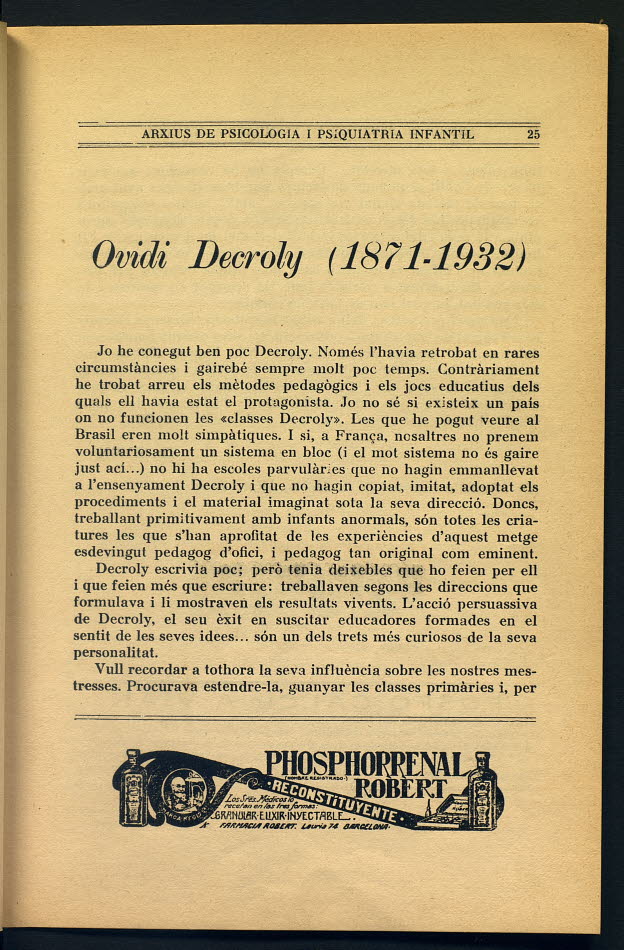 ARXIUS DE PSICOLOGIA I PSIQUIATRIA INFANTIL 25
Ovidi Decroly (1871-1932)
Jo he conegut ben poc Decroly. Només l'havia retrobat en rares
circumstàncies i gairebé sempre molt poc temps. Contràriament
he trobat arreu els mètodes pedagògics i els jocs educatius dels
quals ell havia estat el protagonista. Jo no sé si existeix un país
on no funcionen les «classes Decroly». Les que he pogut veure al
Brasil eren molt simpàtiques. I si, a França, nosaltres no prenem
voluntariosament un sistema en bloc (i el mot sistema no és gaire
just ací...) no hi ha escoles parvulàries que no hagin emmanllevat
a l'ensenyament Decroly i que no hagin copiat, imitat, adoptat els
procediments i el material imaginat sota la seva direcció. Doncs,
treballant primitivament amb infants anormals, són totes les cria-
tures les que s'han aprofitat de les experiències d'aquest metge
esdevingut pedagog d'ofici, i pedagog tan original com eminent.
Decroly escrivia poc; però tenia deixebles que ho feien per ell
i que feien més que escriure: treballaven segons les direccions que
formulava i li mostraven els resultats vivents. L'acció persuassiva
de Decroly, el seu èxit en suscitar educadores formades en el
sentit de les seves idees... són un dels trets més curiosos de la seva
personalitat.
Vull recordar a tothora la seva influència sobre les nostres mes-
tresses. Procurava estendre-la, guanyar les classes primàries i, per
PHOSPHORRENAL
(NOMBRE REGISTRADO)
ROBERT
RECONSTITUYENTE
Los Sres. Médicos lo
recetan en las tres formas:
GRANULAR-ELIXIR-INYECTABLE
FARMACIA ROBERT. Lauria 74 BARCELONA.